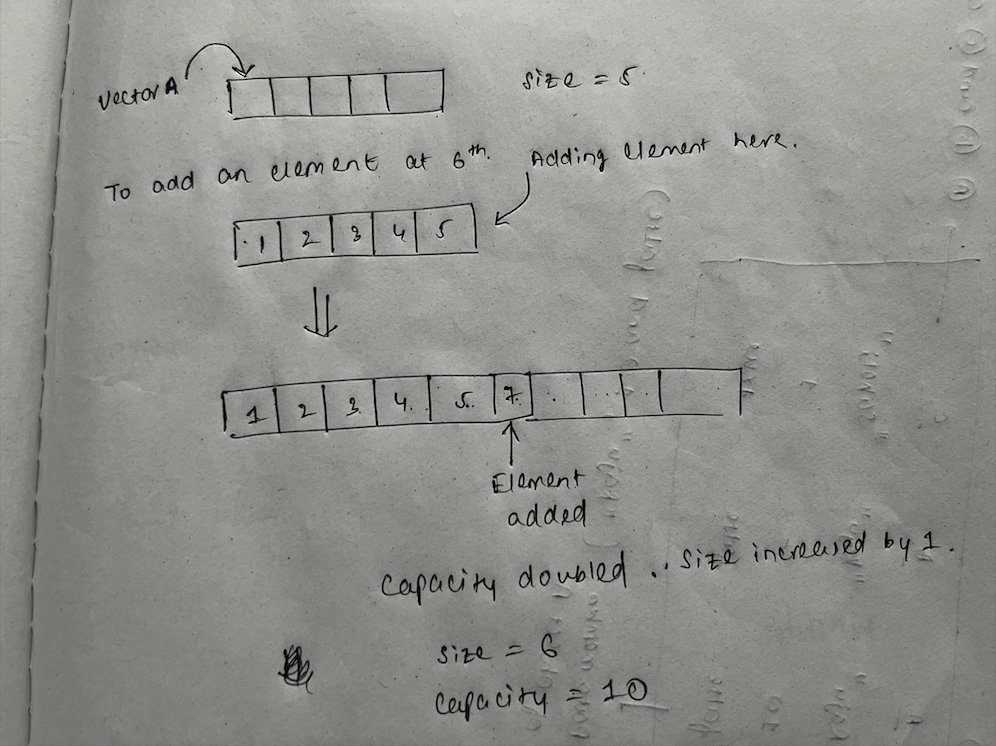 Vector A
size = 5.
To add an element at 6th.
Adding element here.
1 2 3 4 5
1 2 3 4. 5. 7.
Element
added
Capacity doubled .. size increased by 1.
size = 6
capacity = 10